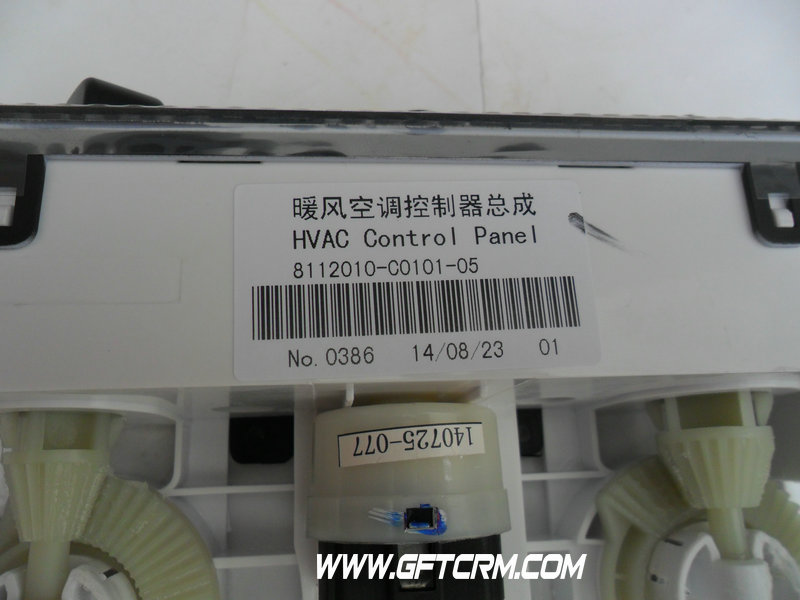 暖风空调控制器总成
HVAC Control Panel
8112010-C0101-05
No. 0386 14/08/23 01
140725-077
WWW.GFTCRM.COM